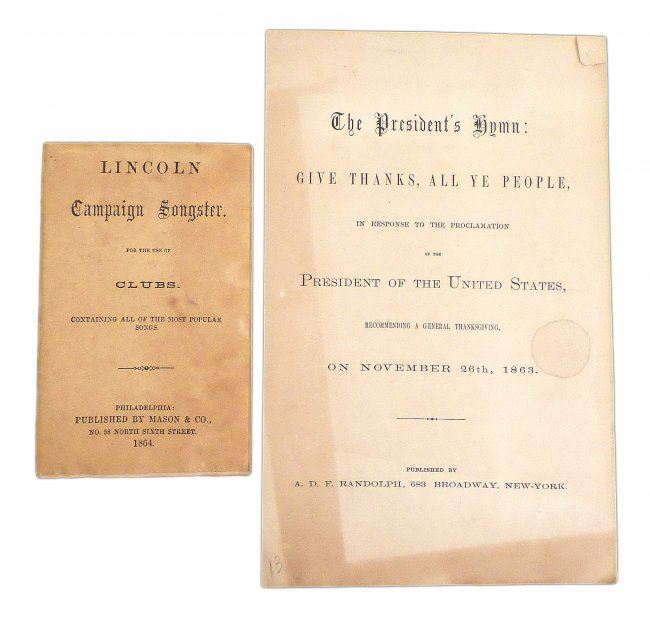 LINCOLN
Campaign Songster.
FOR THE USE OF
CLUBS.
CONTAINING ALL OF THE MOST POPULAR
SONGS.
PHILADELPHIA:
PUBLISHED BY MASON & CO.,
NO. 58 NORTH SIXTH STREET.
1864.
The President's Hymn:
GIVE THANKS, ALL YE PEOPLE,
IN RESPONSE TO THE PROCLAMATION
OF THE
PRESIDENT OF THE UNITED STATES,
RECOMMENDING A GENERAL THANKSGIVING,
ON NOVEMBER 26th, 1863.
PUBLISHED BY
A. D. F. RANDOLPH, 683 BROADWAY, NEW-YORK.
13